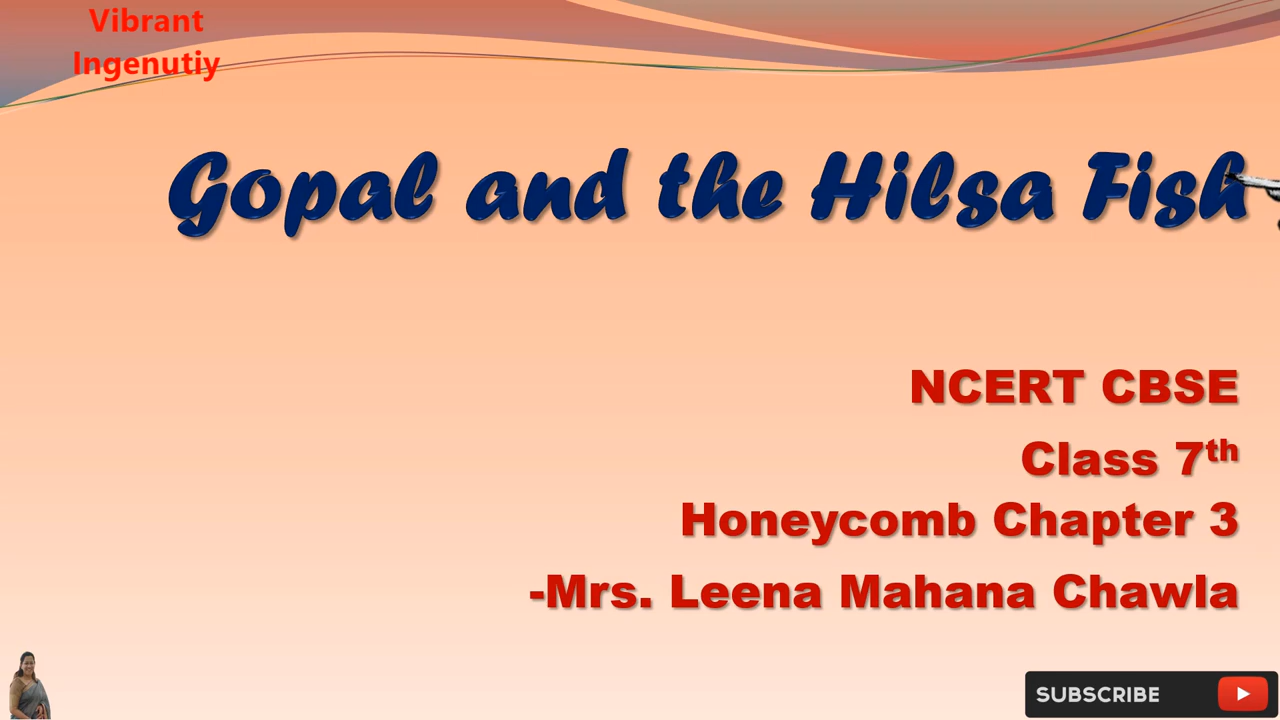 Vibrant
Ingenutiy
Gopal and the Hilsa Fish
NCERT CBSE
Class 7th
Honeycomb Chapter 3
-Mrs. Leena Mahana Chawla
SUBSCRIBE